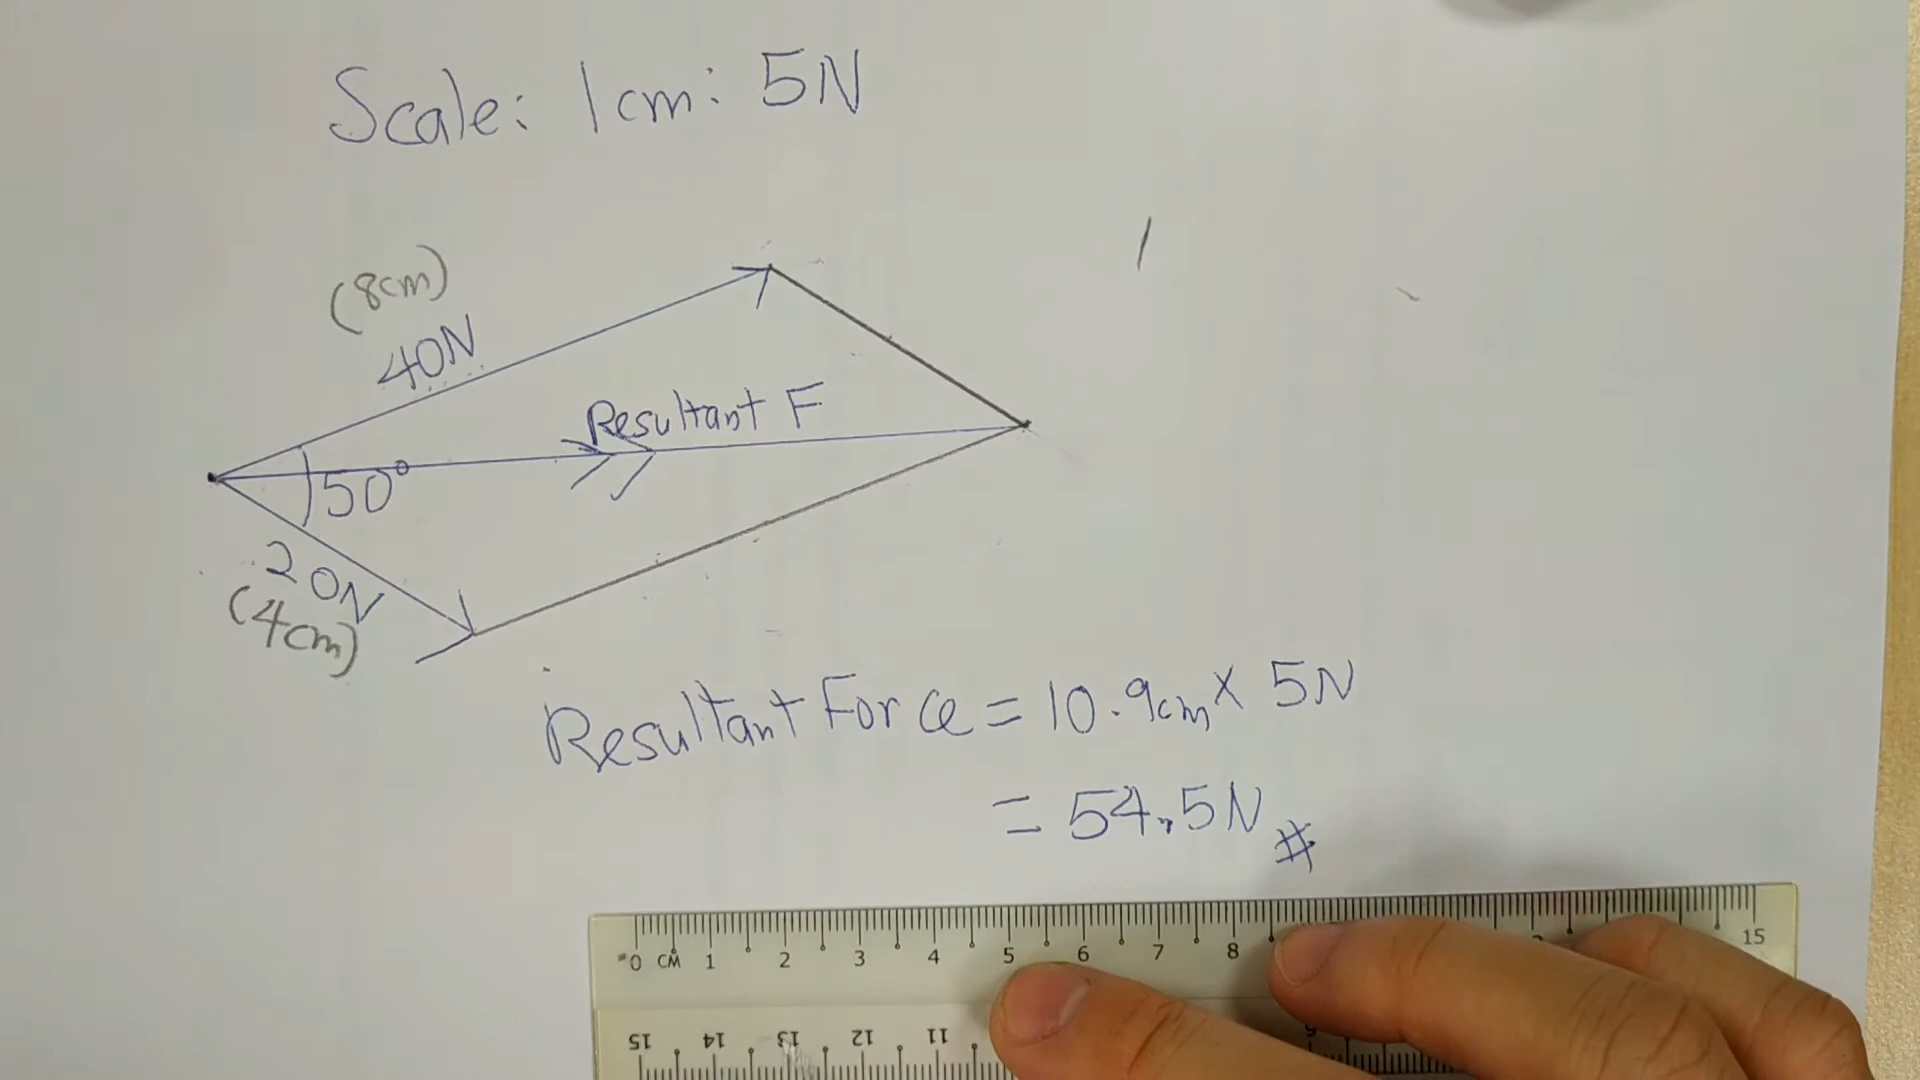 Scale: 1cm: 5N
(8cm)
40N
Resultant F
50°
20N
(4cm)
Resultant Force = 10.9cm x 5N
= 54.5N #
0 CM 1 2 3 4 5 6 7 8 15
15 14 13 12 11